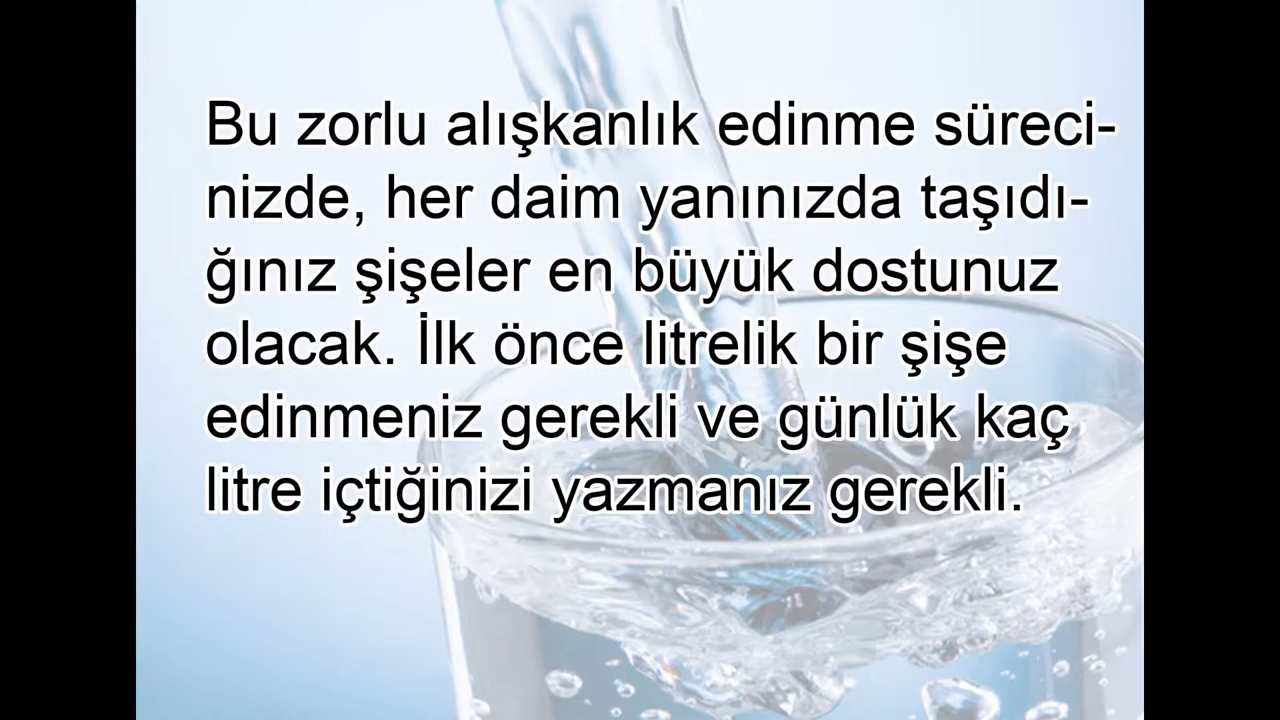 Bu zorlu alışkanlık edinme süreci-
nizde, her daim yanınızda taşıdı-
ğınız şişeler en büyük dostunuz
olacak. İlk önce litrelik bir şişe
edinmeniz gerekli ve günlük kaç
litre içtiğinizi yazmanız gerekli.